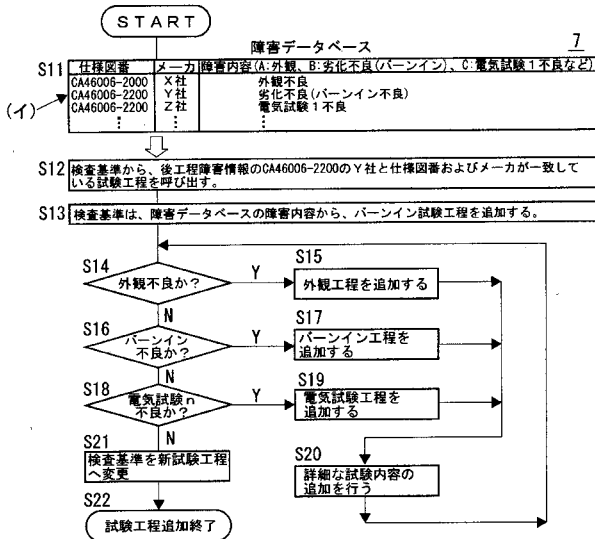 START
障害データベース
7
S11
仕様図番 メーカ 障害内容(A:外観、B:劣化不良(バーンイン)、C:電気試験1不良など)
CA46006-2000 X社 外観不良
CA46006-2200 Y社 劣化不良(バーンイン不良)
CA46006-2200 Z社 電気試験1不良
(イ)
S12
検査基準から、後工程障害情報のCA46006-2200のY社と仕様図番およびメーカが一致して
いる試験工程を呼び出す。
S13
検査基準は、障害データベースの障害内容から、バーンイン試験工程を追加する。
S14
外観不良か?
Y
N
S15
外観工程を追加する
S16
バーンイン
不良か?
Y
N
S17
バーンイン工程を
追加する
S18
電気試験n
不良か?
Y
N
S19
電気試験工程を
追加する
S21
検査基準を新試験工程
へ変更
S20
詳細な試験内容の
追加を行う
S22
試験工程追加終了